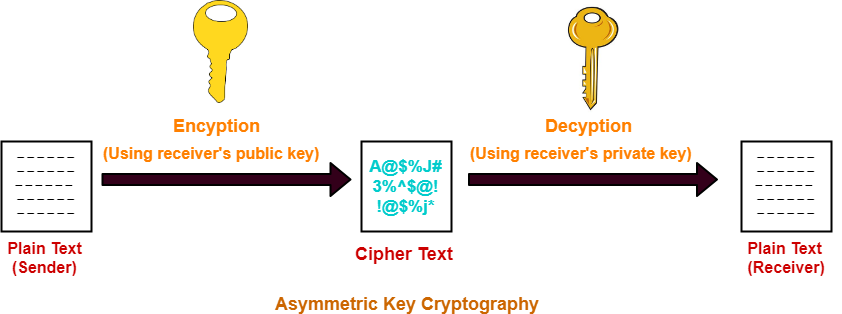 Encyption
(Using receiver's public key)
Decyption
(Using receiver's private key)
A@$%J#
3%^$@!
!@$%j*
Plain Text
(Sender)
Cipher Text
Plain Text
(Receiver)
Asymmetric Key Cryptography